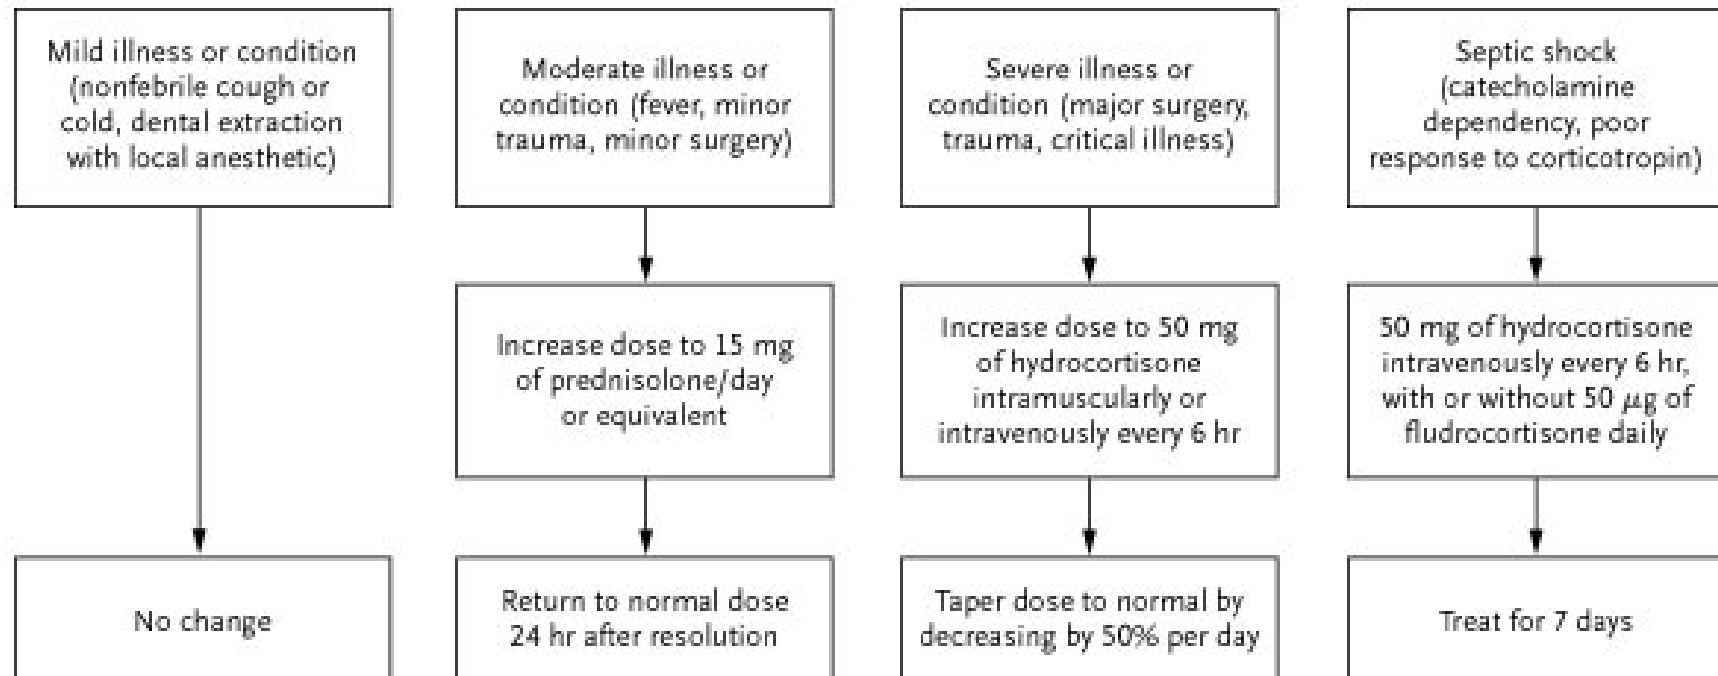 Mild illness or condition
(nonfebrile cough or
cold, dental extraction
with local anesthetic)
No change
Moderate illness or
condition (fever, minor
trauma, minor surgery)
Increase dose to 15 mg
of prednisolone/day
or equivalent
Return to normal dose
24 hr after resolution
Severe illness or
condition (major surgery,
trauma, critical illness)
Increase dose to 50 mg
of hydrocortisone
intramuscularly or
intravenously every 6 hr
Taper dose to normal by
decreasing by 50% per day
Septic shock
(catecholamine
dependency, poor
response to corticotropin)
50 mg of hydrocortisone
intravenously every 6 hr,
with or without 50 μg of
fludrocortisone daily
Treat for 7 days